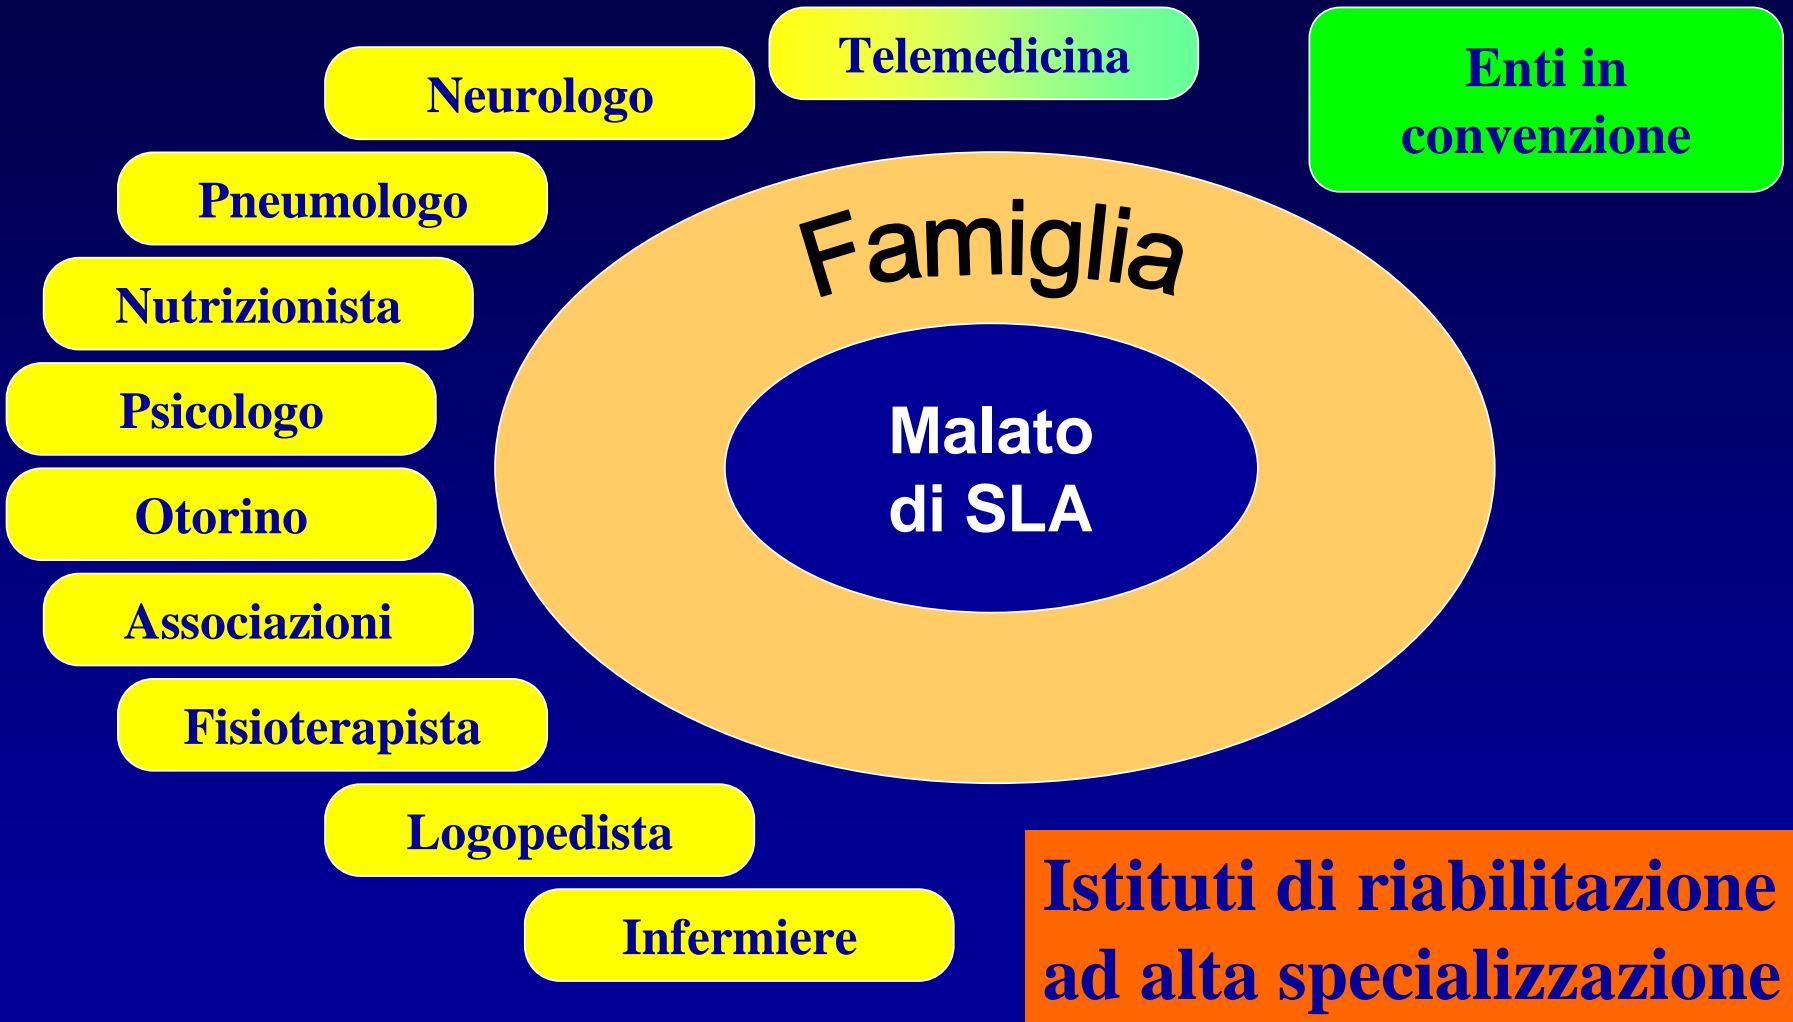 Telemedicina
Neurologo
Pneumologo
Nutrizionista
Psicologo
Otorino
Associazioni
Fisioterapista
Logopedista
Infermiere
Famiglia
Malato
di SLA
Enti in
convenzione
Istituti di riabilitazione
ad alta specializzazione